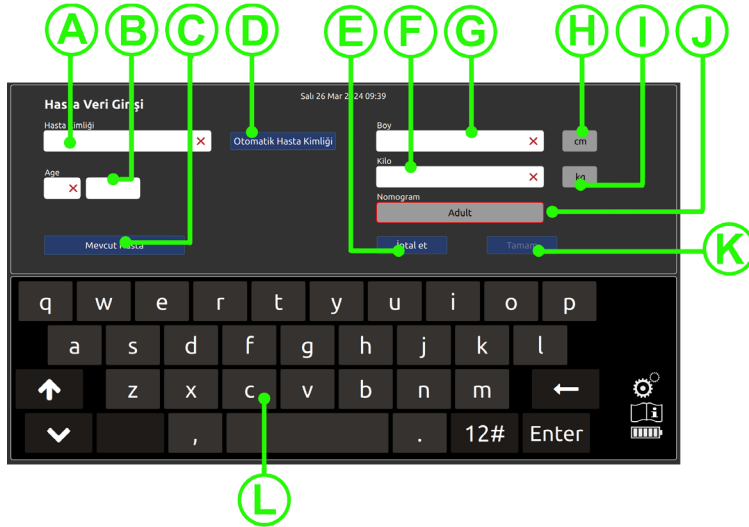 A B C D E F G H I J
Salı 26 Mar 2024 09:39
Hasta Veri Girişi
Hasta Kimliği
Otomatik Hasta Kimliği
Boy
cm
Kilo
kg
Age
Nomogram
Adult
Mevcut Hasta
İptal et
Tamam
K
q w e r t y u i o p
a s d f g h j k l
z x c v b n m
, . 12# Enter
i
L